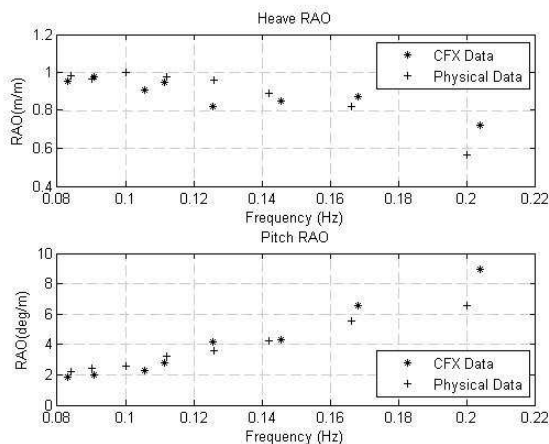 Heave RAO
1.2
1
0.8
0.6
0.4
RAO(m/m)
CFX Data
Physical Data
0.08 0.1 0.12 0.14 0.16 0.18 0.2 0.22
Frequency (Hz)
Pitch RAO
10
8
6
4
2
0
RAO(deg/m)
CFX Data
Physical Data
0.08 0.1 0.12 0.14 0.16 0.18 0.2 0.22
Frequency (Hz)